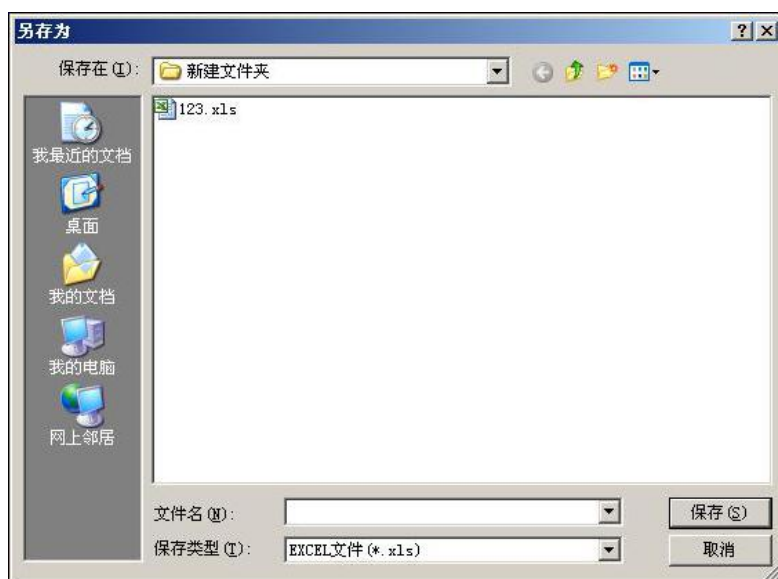 另存为
保存在(I):
新建文件夹
123.xls
我最近的文档
桌面
我的文档
我的电脑
网上邻居
文件名(N):
保存(S)
保存类型(T):
EXCEL文件(*.xls)
取消